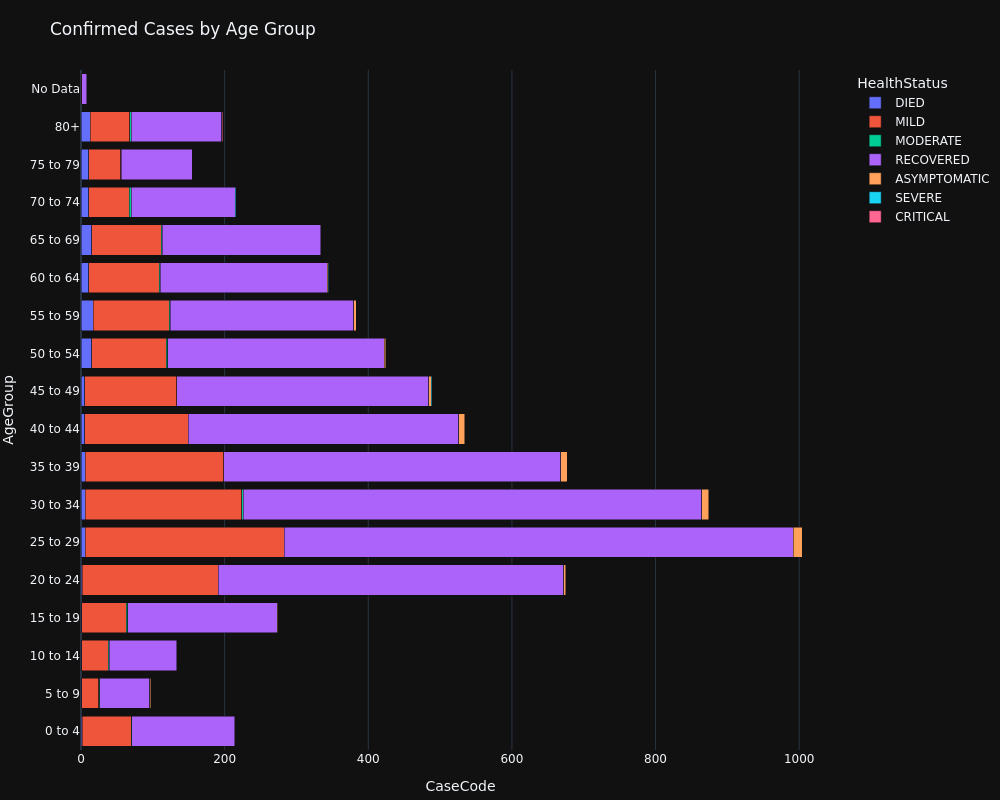 Confirmed Cases by Age Group
HealthStatus
DIED
MILD
MODERATE
RECOVERED
ASYMPTOMATIC
SEVERE
CRITICAL
AgeGroup
No Data
80+
75 to 79
70 to 74
65 to 69
60 to 64
55 to 59
50 to 54
45 to 49
40 to 44
35 to 39
30 to 34
25 to 29
20 to 24
15 to 19
10 to 14
5 to 9
0 to 4
0 200 400 600 800 1000
CaseCode